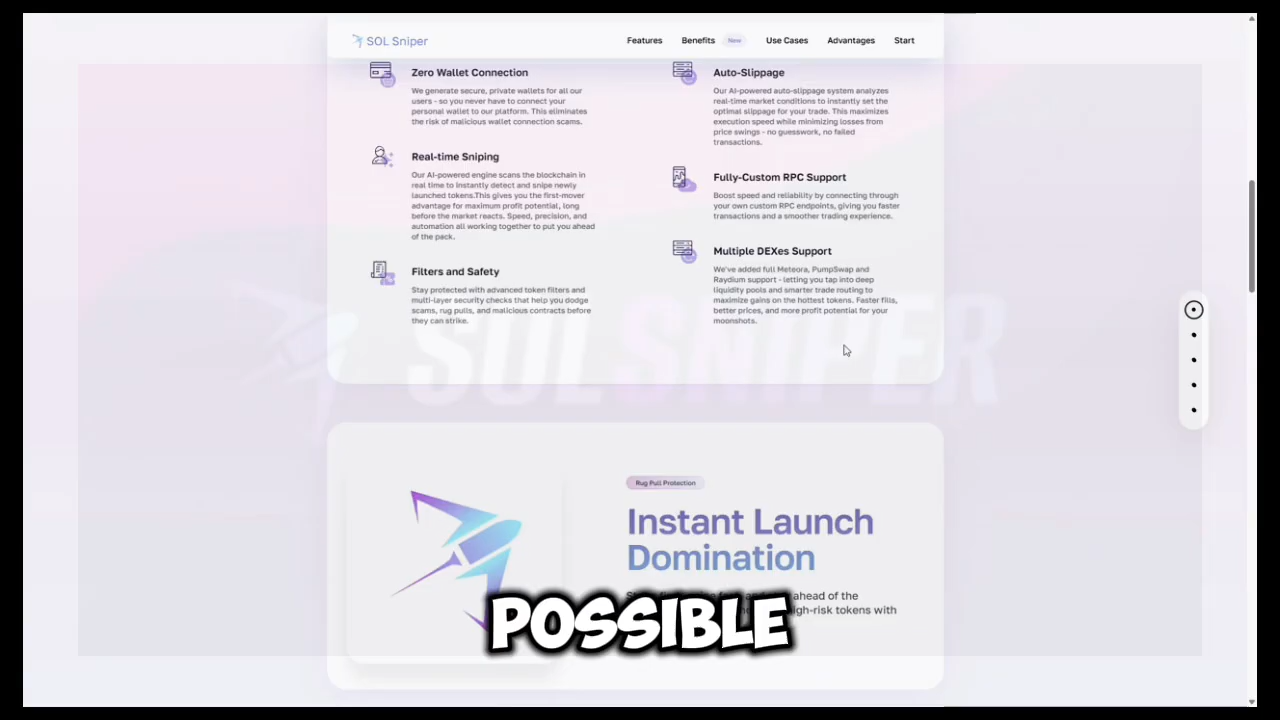 SOL Sniper
Features Benefits New Use Cases Advantages Start
Zero Wallet Connection
We generate secure, private wallets for all our
users - so you never have to connect your
personal wallet to our platform. This eliminates
the risk of malicious wallet connection scams.
Real-time Sniping
Our AI-powered engine scans the blockchain in
real time to instantly detect and snipe newly
launched tokens.This gives you the first-mover
advantage for maximum profit potential, long
before the market reacts. Speed, precision, and
automation all working together to put you ahead
of the pack.
Filters and Safety
Stay protected with advanced token filters and
multi-layer security checks that help you dodge
scams, rug pulls, and malicious contracts before
they can strike.
Auto-Slippage
Our AI-powered auto-slippage system analyzes
real-time market conditions to instantly set the
optimal slippage for your trade. This maximizes
execution speed while minimizing losses from
price swings - no guesswork, no failed
transactions.
Fully-Custom RPC Support
Boost speed and reliability by connecting through
your own custom RPC endpoints, giving you faster
transactions and a smoother trading experience.
Multiple DEXes Support
We've added full Meteora, PumpSwap and
Raydium support - letting you tap into deep
liquidity pools and smarter trade routing to
maximize gains on the hottest tokens. Faster fills,
better prices, and more profit potential for your
moonshots.
SOLSNIPER
Rug Pull Protection
Instant Launch
Domination
ahead of the
high-risk tokens with
POSSIBLE